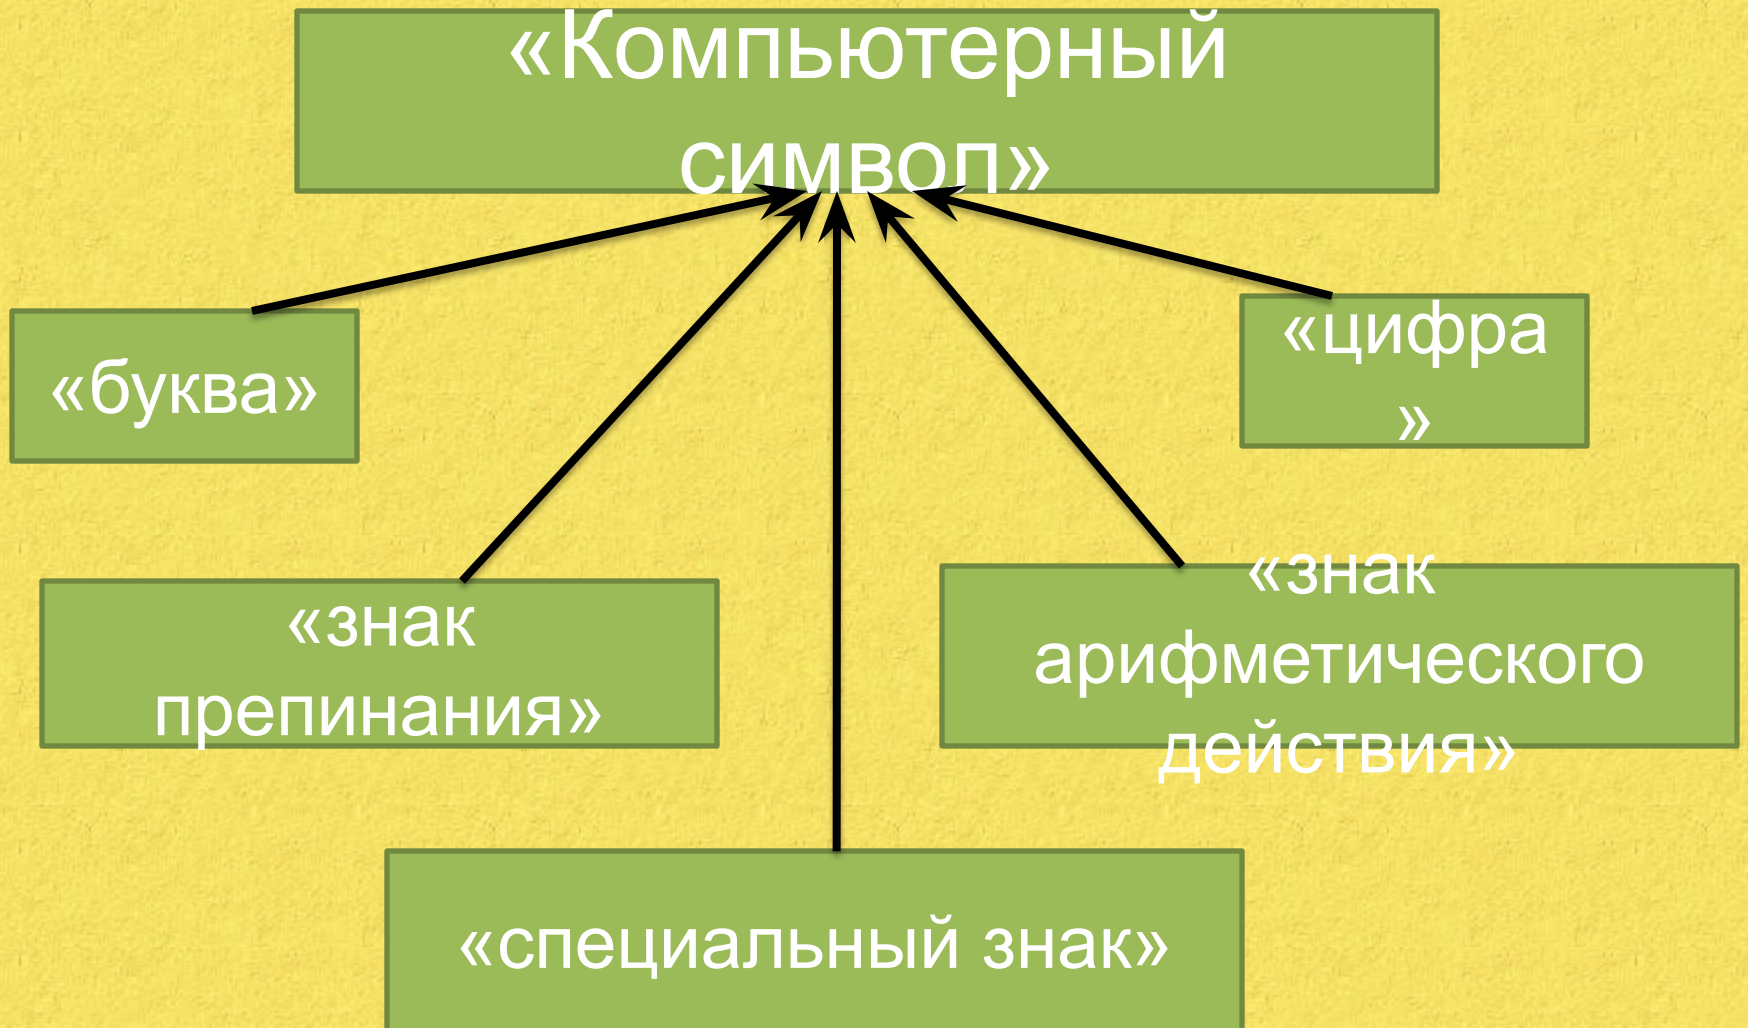 «Компьютерный
символ»
«буква»
«цифра
»
«знак
препинания»
«знак
арифметического
действия»
«специальный знак»